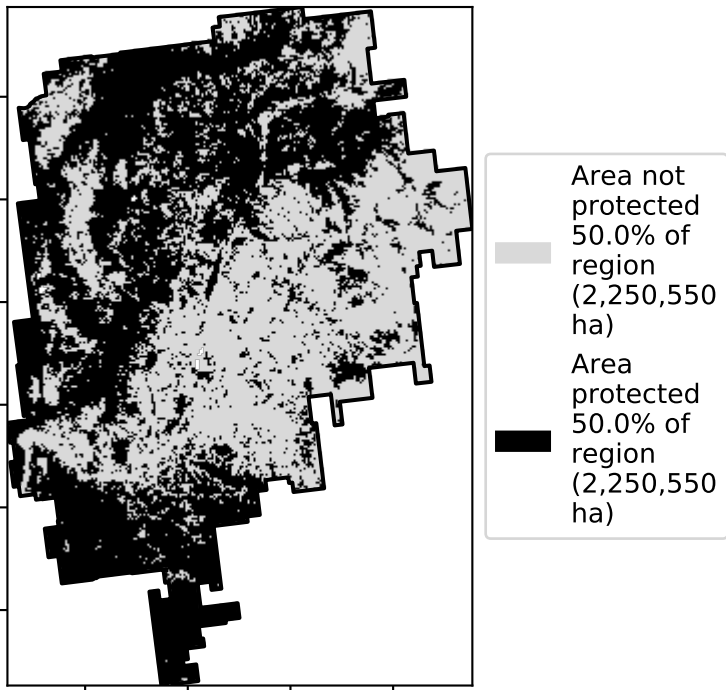 Area not
protected
50.0% of
region
(2,250,550
ha)
Area
protected
50.0% of
region
(2,250,550
ha)